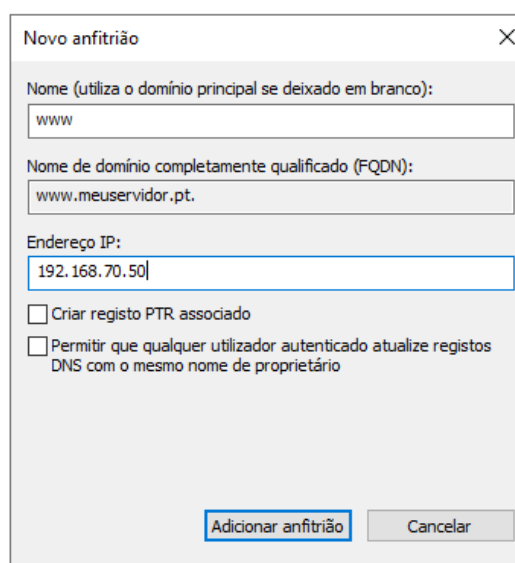 Novo anfitrião
Nome (utiliza o domínio principal se deixado em branco):
www
Nome de domínio completamente qualificado (FQDN):
www.meuservidor.pt.
Endereço IP:
192.168.70.50
Criar registo PTR associado
Permitir que qualquer utilizador autenticado atualize registos
DNS com o mesmo nome de proprietário
Adicionar anfitrião Cancelar